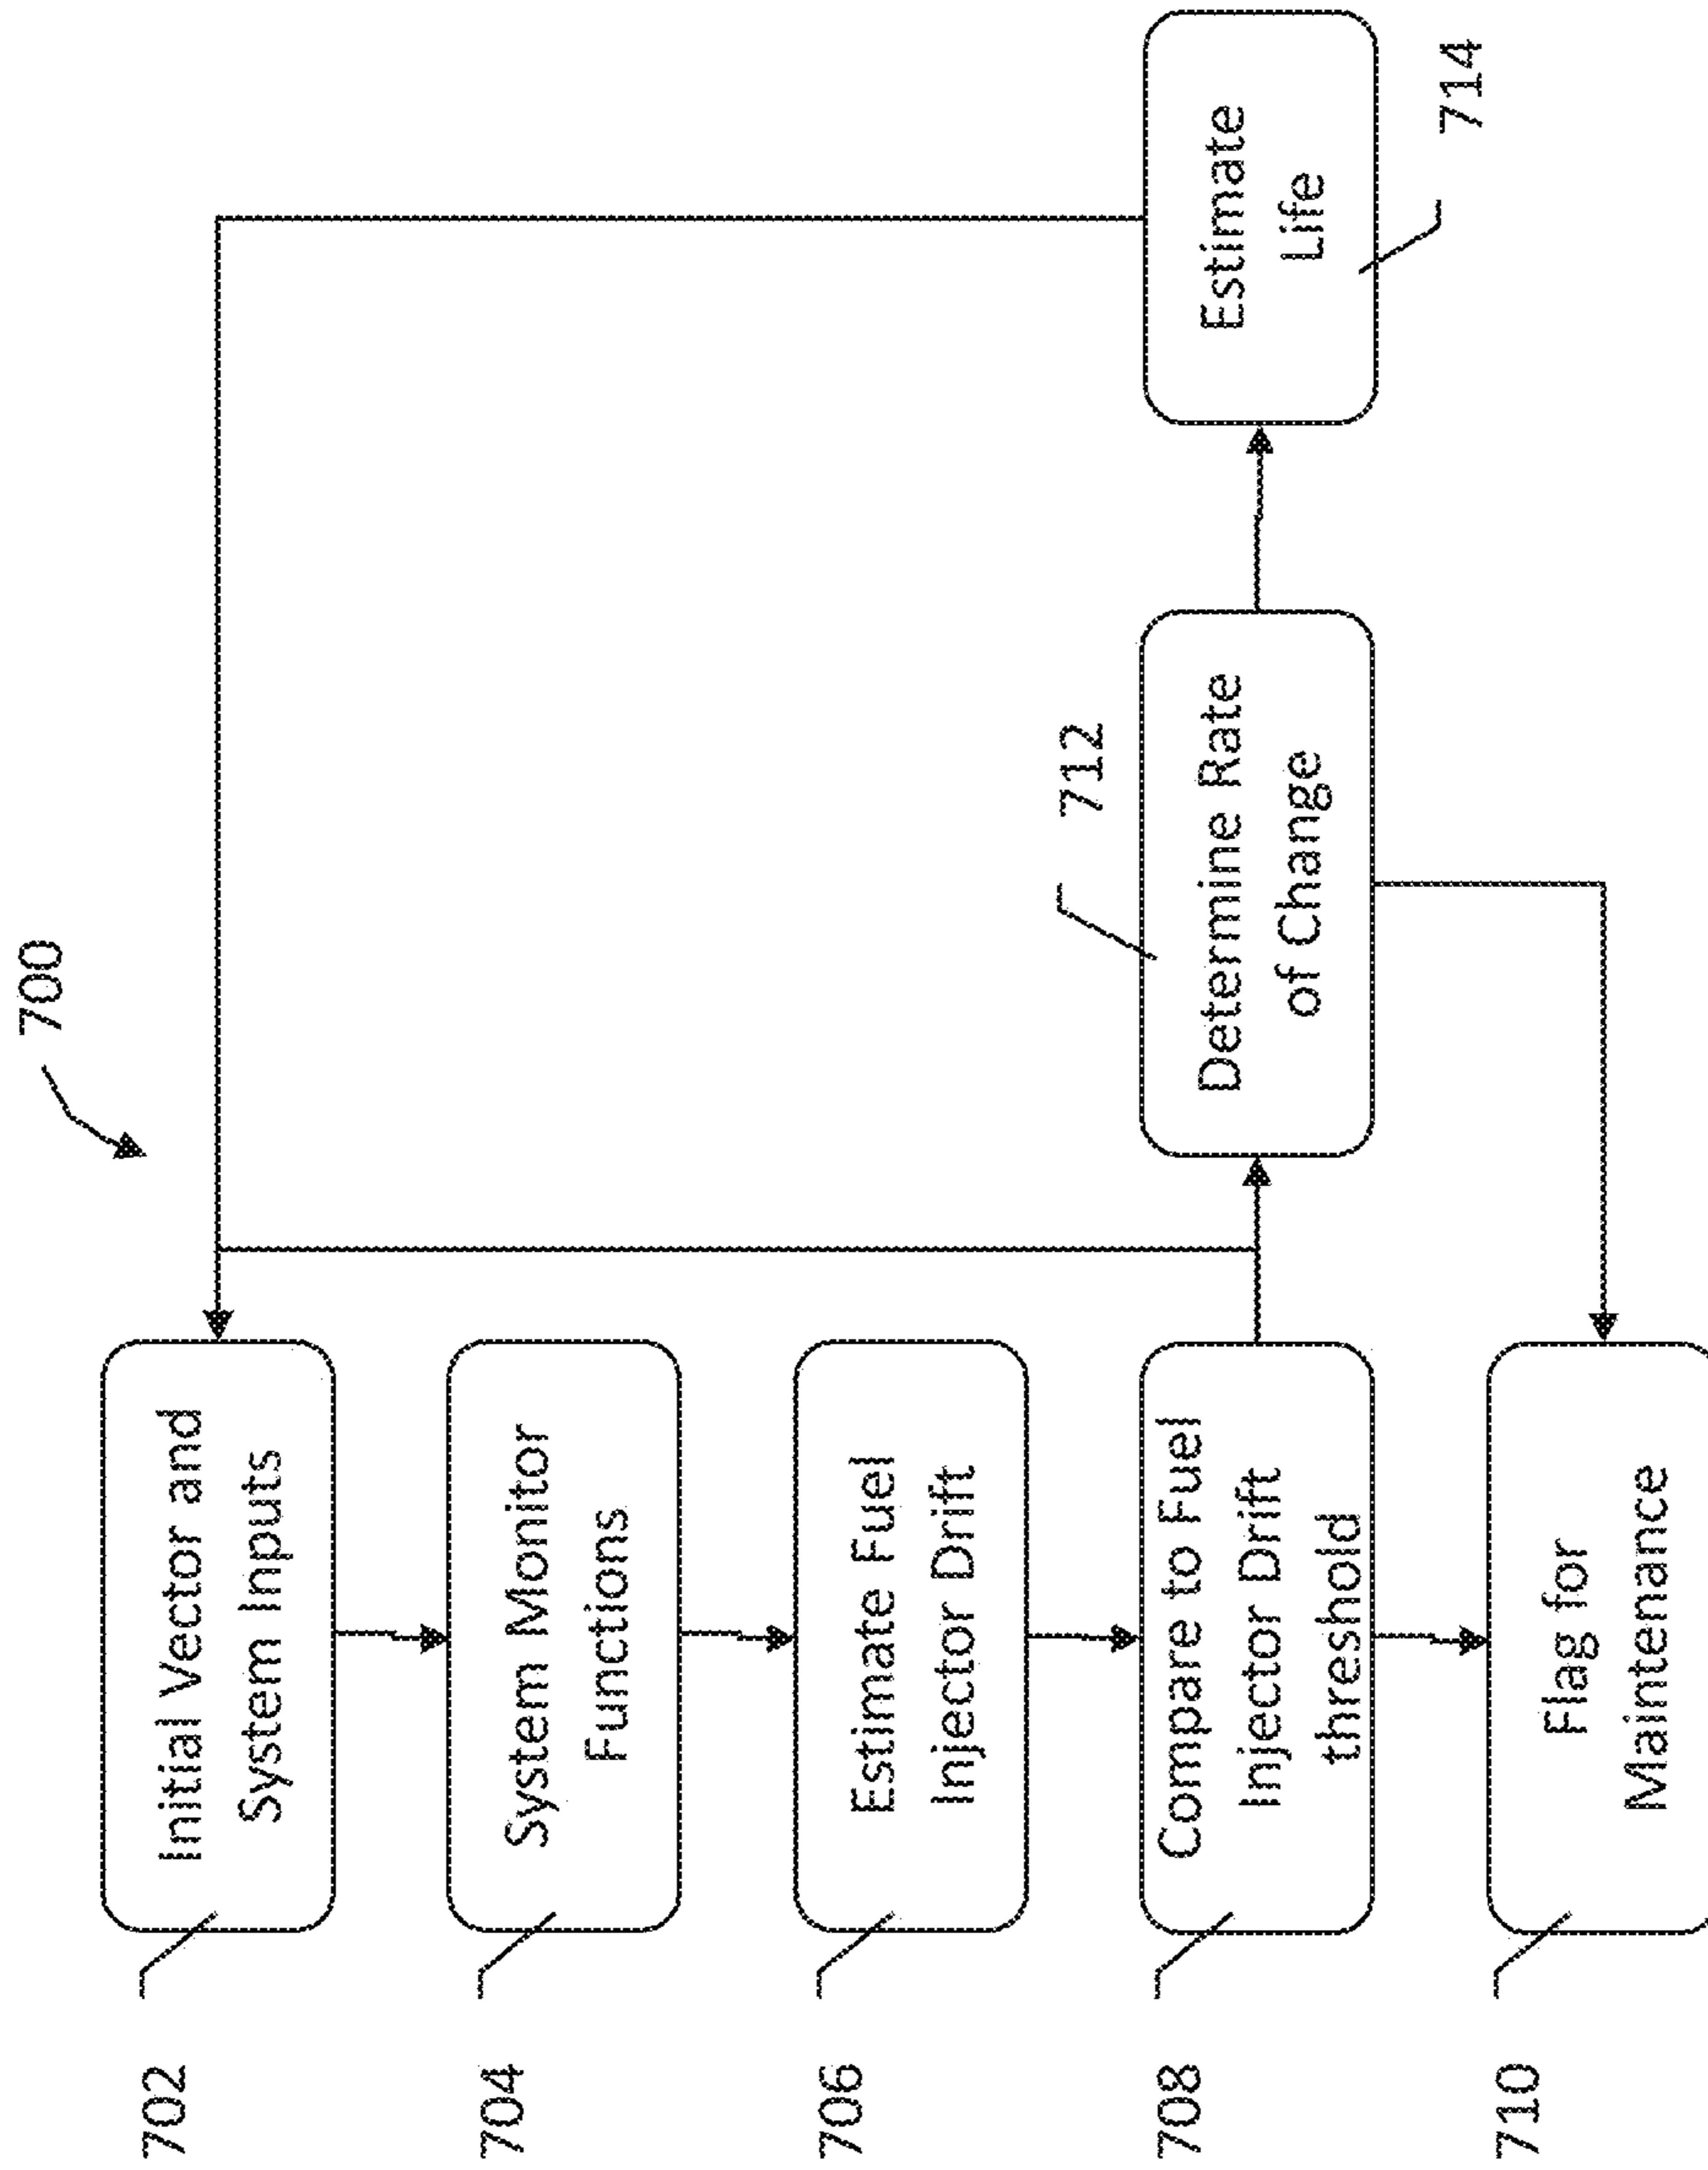 700
702
Initial Vector and
System Inputs
704
System Monitor
Functions
706
Estimate Fuel
Injector Drift
708
Compare to Fuel
Injector Drift
threshold
712
Determine Rate
of Change
714
Estimate
Life
710
Flag for
Maintenance